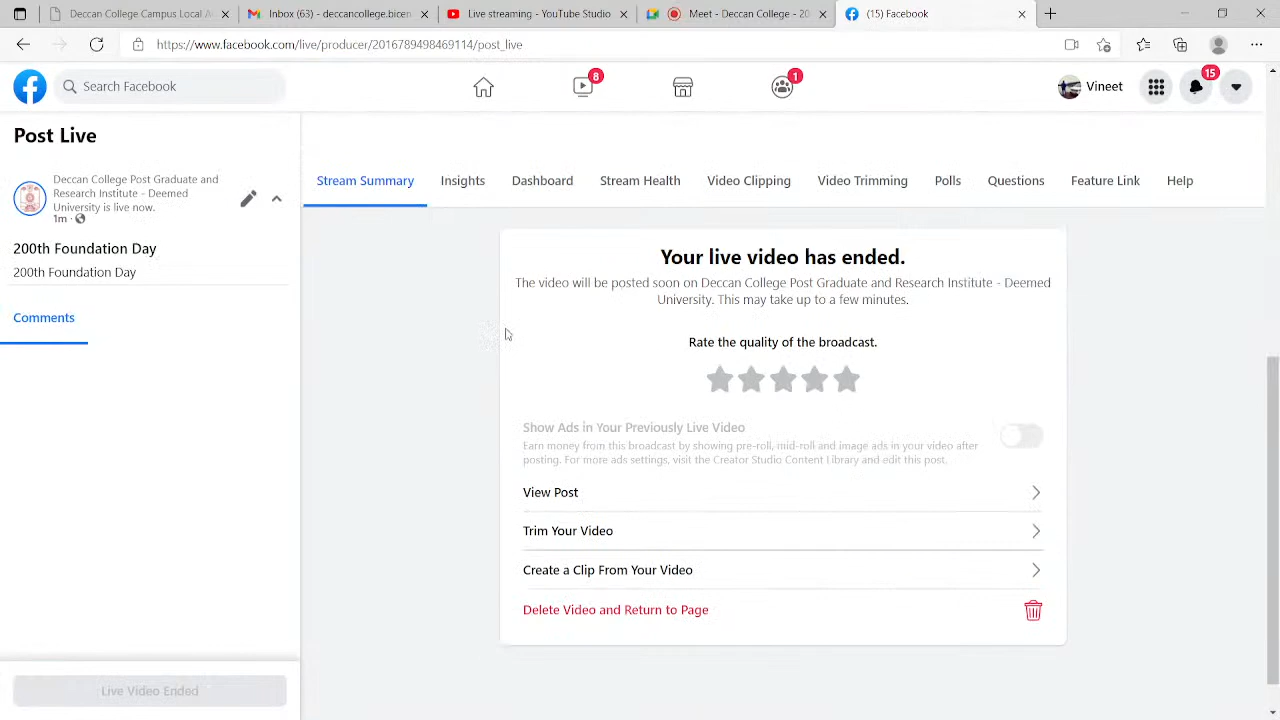 Deccan College Deccan Local A
Inbox (63) - deccancollege.dep
Live streaming - YouTube Studio
Meet - Deccan College - 20
(15) Facebook
https://www.facebook.com/live/producer/2016789498469114/post_live
Search Facebook
8
1
Vineet
15
Post Live
Deccan College Post Graduate and
Research Institute - Deemed
University is live now.
1m ·
200th Foundation Day
200th Foundation Day
Comments
Live Video Ended
Stream Summary
Insights
Dashboard
Stream Health
Video Clipping
Video Trimming
Polls
Questions
Feature Link
Help
Your live video has ended.
The video will be posted soon on Deccan College Post Graduate and Research Institute - Deemed
University. This may take up to a few minutes.
Rate the quality of the broadcast.
Show Ads in Your Previously Live Video
Earn money from this broadcast by showing pre-roll, mid-roll and image ads in your video after
posting. For more ads settings, visit the Creator Studio Content Library and edit this post.
View Post
Trim Your Video
Create a Clip From Your Video
Delete Video and Return to Page